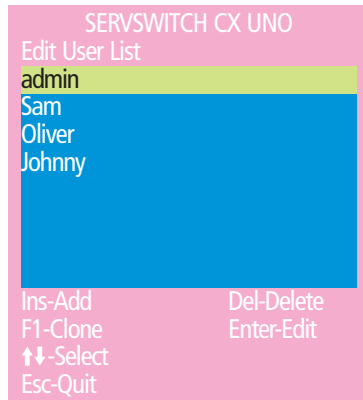 SERVSWITCH CX UNO
Edit User List
admin
Sam
Oliver
Johnny
Ins-Add Del-Delete
F1-Clone Enter-Edit
↑↓-Select
Esc-Quit